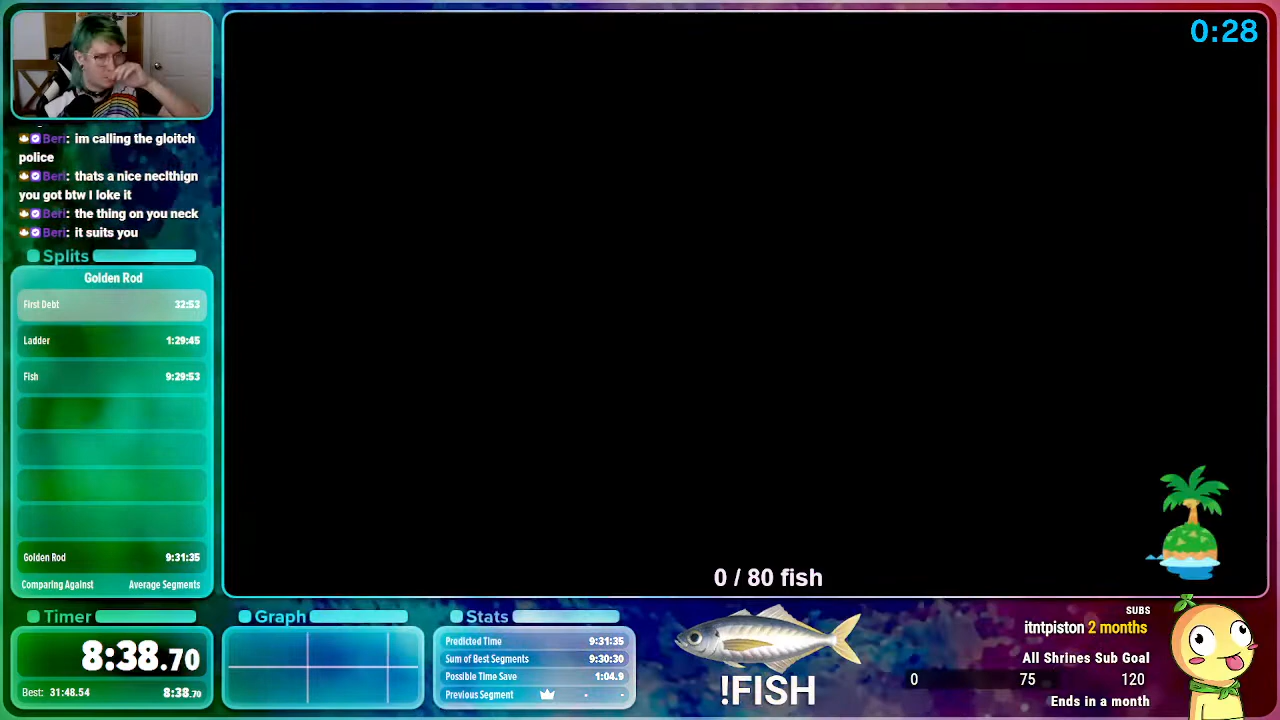 0:28
Beri: im calling the gloitch
police
Beri: thats a nice neclthign
you got btw I loke it
Beri: the thing on you neck
Beri: it suits you
Splits
Golden Rod
First Debt 32:53
Ladder 1:29:45
Fish 9:29:53
Golden Rod 9:31:35
Comparing Against Average Segments
0 / 80 fish
Timer
8:38.70
Best: 31:48.54 8:38.70
Graph
Stats
Predicted Time 9:31:35
Sum of Best Segments 9:30:30
Possible Time Save 1:04.9
Previous Segment - -
!FISH
SUBS
itntpiston 2 months
All Shrines Sub Goal
0 75 120
Ends in a month